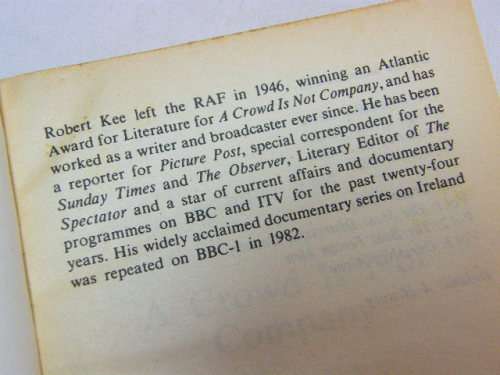 Robert Kee left the RAF in 1946, winning an Atlantic
Award for Literature for A Crowd Is Not Company, and has
worked as a writer and broadcaster ever since. He has been
a reporter for Picture Post, special correspondent for the
Sunday Times and The Observer, Literary Editor of The
Spectator and a star of current affairs and documentary
programmes on BBC and ITV for the past twenty-four
years. His widely acclaimed documentary series on Ireland
was repeated on BBC-1 in 1982.